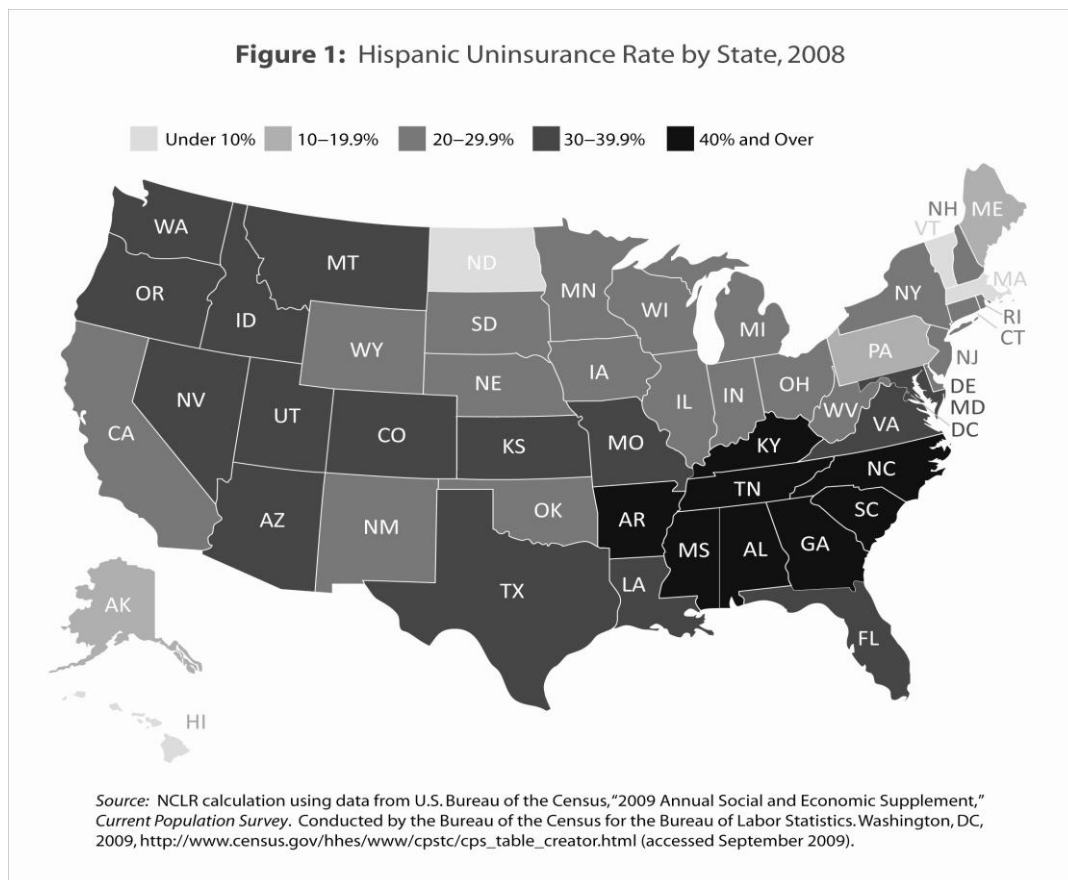 Figure 1: Hispanic Uninsurance Rate by State, 2008
Under 10% 10–19.9% 20–29.9% 30–39.9% 40% and Over
WA
OR
ID
MT
ND
MN
WI
MI
NY
VT
NH
ME
MA
RI
CT
NJ
PA
DE
MD
DC
SD
WY
NE
IA
IL
IN
OH
WV
VA
CA
NV
UT
CO
KS
MO
KY
TN
NC
SC
AZ
NM
OK
AR
MS
AL
GA
TX
LA
FL
AK
HI
Source: NCLR calculation using data from U.S. Bureau of the Census, "2009 Annual Social and Economic Supplement,"
Current Population Survey. Conducted by the Bureau of the Census for the Bureau of Labor Statistics. Washington, DC,
2009, http://www.census.gov/hhes/www/cpstc/cps_table_creator.html (accessed September 2009).